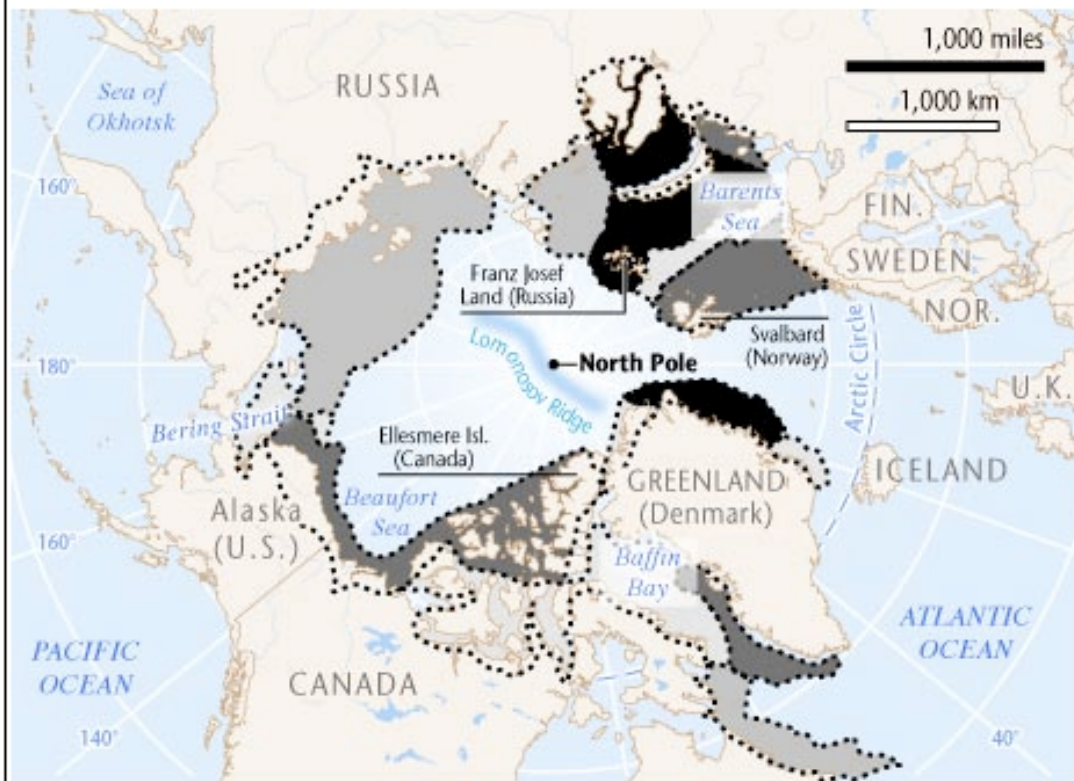 1,000 miles
1,000 km
RUSSIA
Sea of
Okhotsk
160°
Barents
Sea
FIN.
SWEDEN
NOR.
Franz Josef
Land (Russia)
Svalbard
(Norway)
Arctic Circle
180°
North Pole
Lomonosov Ridge
U.K.
Bering Strait
Ellesmere Isl.
(Canada)
GREENLAND
(Denmark)
ICELAND
Alaska
(U.S.)
Beaufort
Sea
160°
Baffin
Bay
PACIFIC
OCEAN
ATLANTIC
OCEAN
CANADA
140°
40°